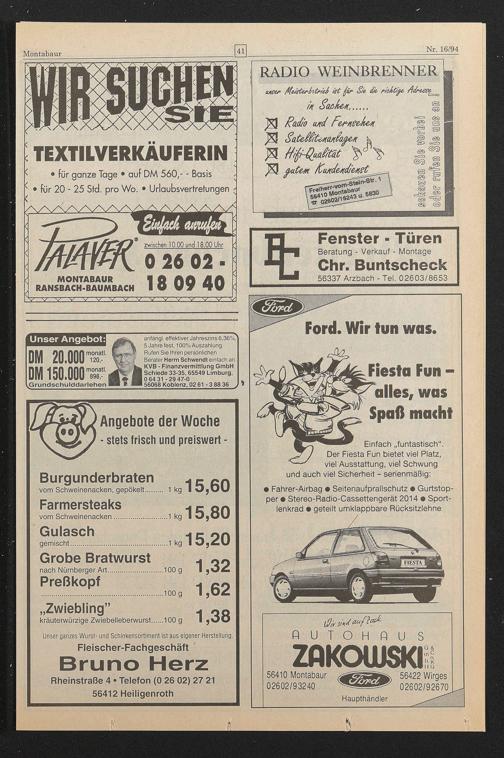 Montabaur
41
Nr. 16/94
WIR SUCHEN
SIE
TEXTILVERKÄUFERIN
• für ganze Tage • auf DM 560,- - Basis
• für 20 - 25 Std. pro Wo. • Urlaubsvertretungen
PALAVER
MONTABAUR
RANSBACH-BAUMBACH
Einfach anrufen
zwischen 10.00 und 18.00 Uhr
0 26 02 -
18 09 40
Unser Angebot:
DM 20.000 monatl. 120,-
DM 150.000 monatl. 898,-
Grundschulddarlehen
anfängl. effektiver Jahreszins 6,36%
5 Jahre fest, 100% Auszahlung
Rufen Sie Ihren persönlichen
Berater Herrn Schwendt einfach an
KVB - Finanzvermittlung GmbH
Schiede 33-35, 65549 Limburg,
0 64 31 - 29 47-0
56068 Koblenz, 02 61 - 3 88 36
Angebote der Woche
- stets frisch und preiswert -
Burgunderbraten
vom Schweinenacken, gepökelt......... 1 kg 15,60
Farmersteaks
vom Schweinenacken............ 1 kg 15,80
Gulasch
gemischt............ 1 kg 15,20
Grobe Bratwurst
nach Nürnberger Art............ 100 g 1,32
Preßkopf
............ 100 g 1,62
„Zwiebling"
kräuterwürzige Zwiebelleberwurst......100 g 1,38
Unser ganzes Wurst- und Schinkensortiment ist aus eigener Herstellung.
Fleischer-Fachgeschäft
Bruno Herz
Rheinstraße 4 • Telefon (0 26 02) 27 21
56412 Heiligenroth
RADIO WEINBRENNER
unser Meisterbetrieb ist für Sie die richtige Adresse
in Sachen......
Radio und Fernsehen
Satellitenanlagen
Hifi-Qualität
gutem Kundendienst
schauen Sie vorbei
oder rufen Sie uns an !
Freiherr-vom-Stein-Str. 1
56410 Montabaur
☎ 02602/16243 u. 5830
BC
Fenster - Türen
Beratung - Verkauf - Montage
Chr. Buntscheck
56337 Arzbach - Tel. 02603/8653
Ford
Ford. Wir tun was.
Fiesta Fun –
alles, was
Spaß macht
Einfach „funtastisch".
Der Fiesta Fun bietet viel Platz,
viel Ausstattung, viel Schwung
und auch viel Sicherheit – serienmäßig:
• Fahrer-Airbag • Seitenaufprallschutz • Gurtstop-
per • Stereo-Radio-Cassettengerät 2014 • Sport-
lenkrad • geteilt umklappbare Rücksitzlehne
FIESTA
Wir sind auf Zack
AUTOHAUS
ZAKOWSKI
56410 Montabaur
02602/93240
Ford
56422 Wirges
02602/92670
Haupthändler